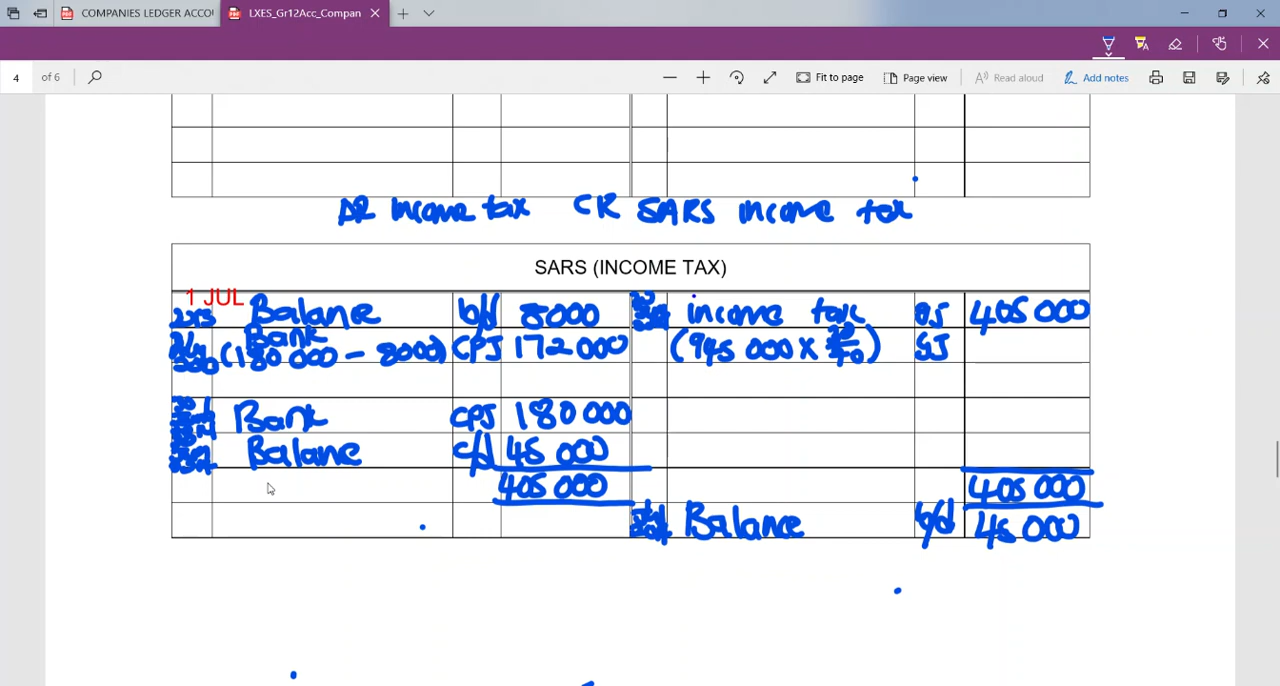 COMPANIES LEDGER ACCOU
LXES_Gr12Acc_Compan
4 of 6
Fit to page
Page view
Read aloud
Add notes
DR income tax CR SARS income tax
SARS (INCOME TAX)
1 JUL
Balance b/d 8000 income tax GJ 405 000
Bank
(180 000 - 8000) CPJ 172 000 (945 000 x ) GJ
Bank CPJ 180 000
Balance c/d 45 000
405 000 405 000
Balance b/d 45 000